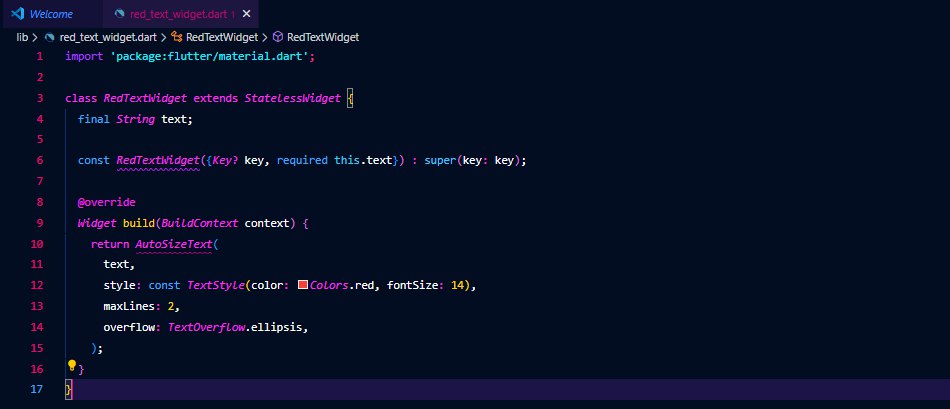 Welcome
red_text_widget.dart 1
lib > red_text_widget.dart > RedTextWidget > RedTextWidget
1 import 'package:flutter/material.dart';
2
3 class RedTextWidget extends StatelessWidget {
4 final String text;
5
6 const RedTextWidget({Key? key, required this.text}) : super(key: key);
7
8 @override
9 Widget build(BuildContext context) {
10 return AutoSizeText(
11 text,
12 style: const TextStyle(color: Colors.red, fontSize: 14),
13 maxLines: 2,
14 overflow: TextOverflow.ellipsis,
15 );
16 }
17 }